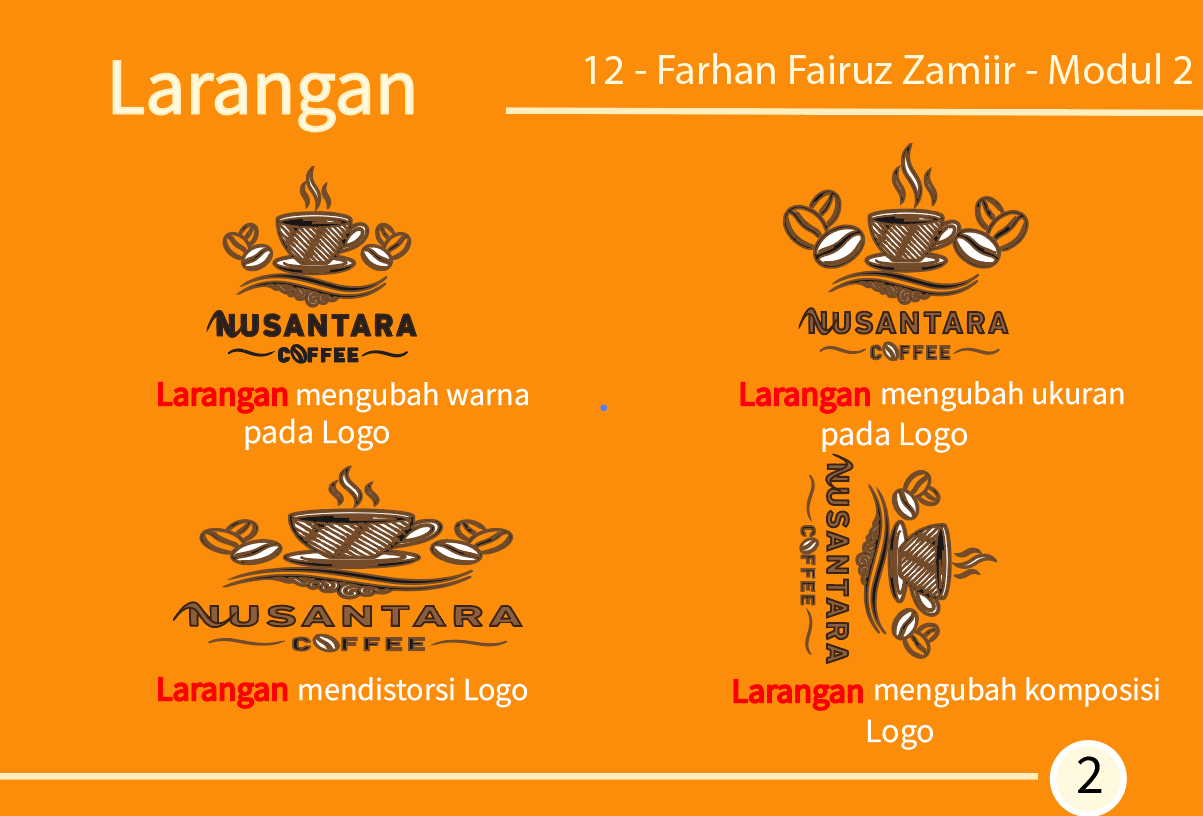 Larangan
12 - Farhan Fairuz Zamiir - Modul 2
NUSANTARA
COFFEE
Larangan mengubah warna
pada Logo
NUSANTARA
COFFEE
Larangan mengubah ukuran
pada Logo
NUSANTARA
COFFEE
Larangan mendistorsi Logo
NUSANTARA
COFFEE
Larangan mengubah komposisi
Logo
2